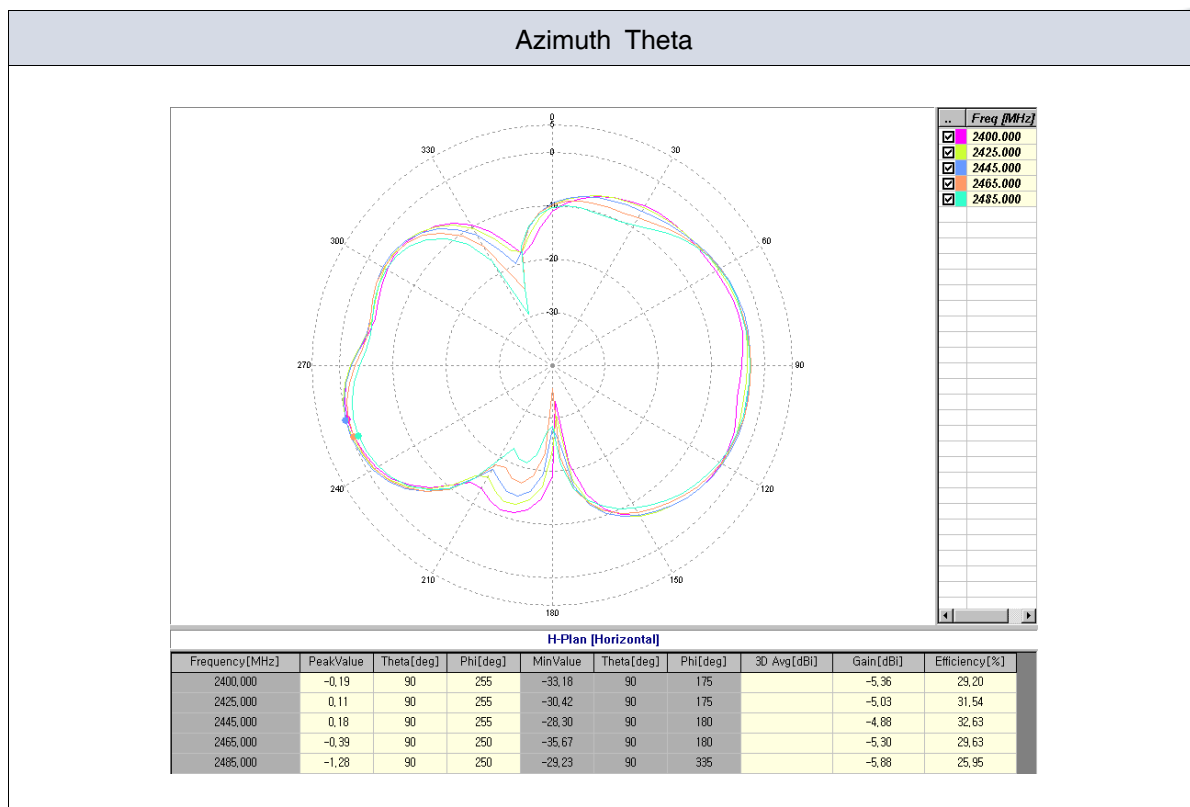 Azimuth Theta
0
5
-0
-10
-20
-30
30
60
90
120
150
180
210
240
270
300
330
.. Freq [MHz]
2400.000
2425.000
2445.000
2465.000
2485.000
H-Plan [Horizontal]
Frequency[MHz] PeakValue Theta[deg] Phi[deg] MinValue Theta[deg] Phi[deg] 3D Avg[dBi] Gain[dBi] Efficiency[%]
2400,000 -0,19 90 255 -33,18 90 175 -5,36 29,20
2425,000 0,11 90 255 -30,42 90 175 -5,03 31,54
2445,000 0,18 90 255 -28,30 90 180 -4,88 32,63
2465,000 -0,39 90 250 -35,67 90 180 -5,30 29,63
2485,000 -1,28 90 250 -29,23 90 335 -5,88 25,95